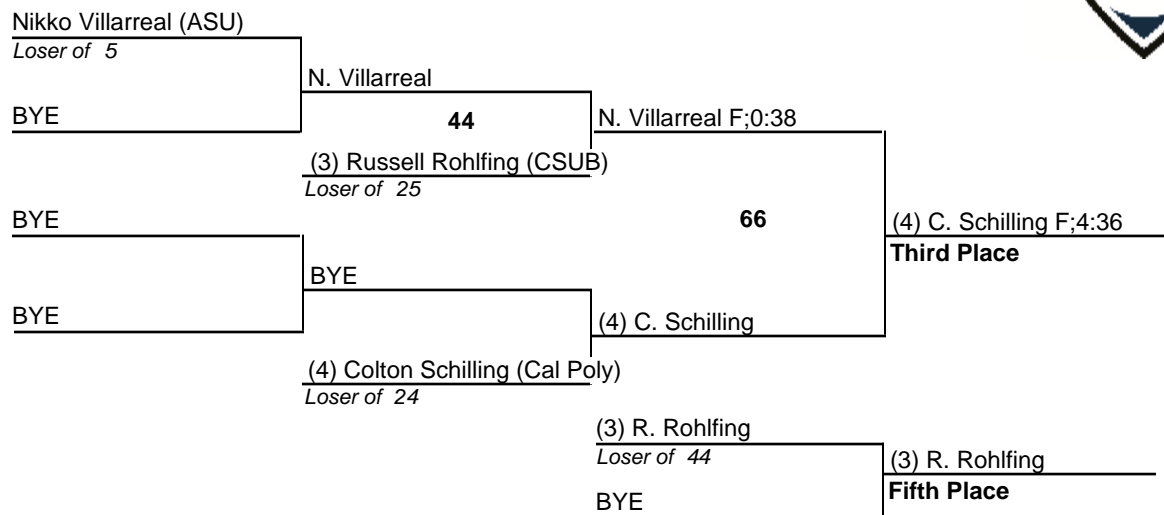 Nikko Villarreal (ASU)
Loser of 5
N. Villarreal
BYE
44
N. Villarreal F;0:38
(3) Russell Rohlfing (CSUB)
Loser of 25
BYE
66
(4) C. Schilling F;4:36
Third Place
BYE
BYE
(4) C. Schilling
(4) Colton Schilling (Cal Poly)
Loser of 24
(3) R. Rohlfing
Loser of 44
(3) R. Rohlfing
Fifth Place
BYE